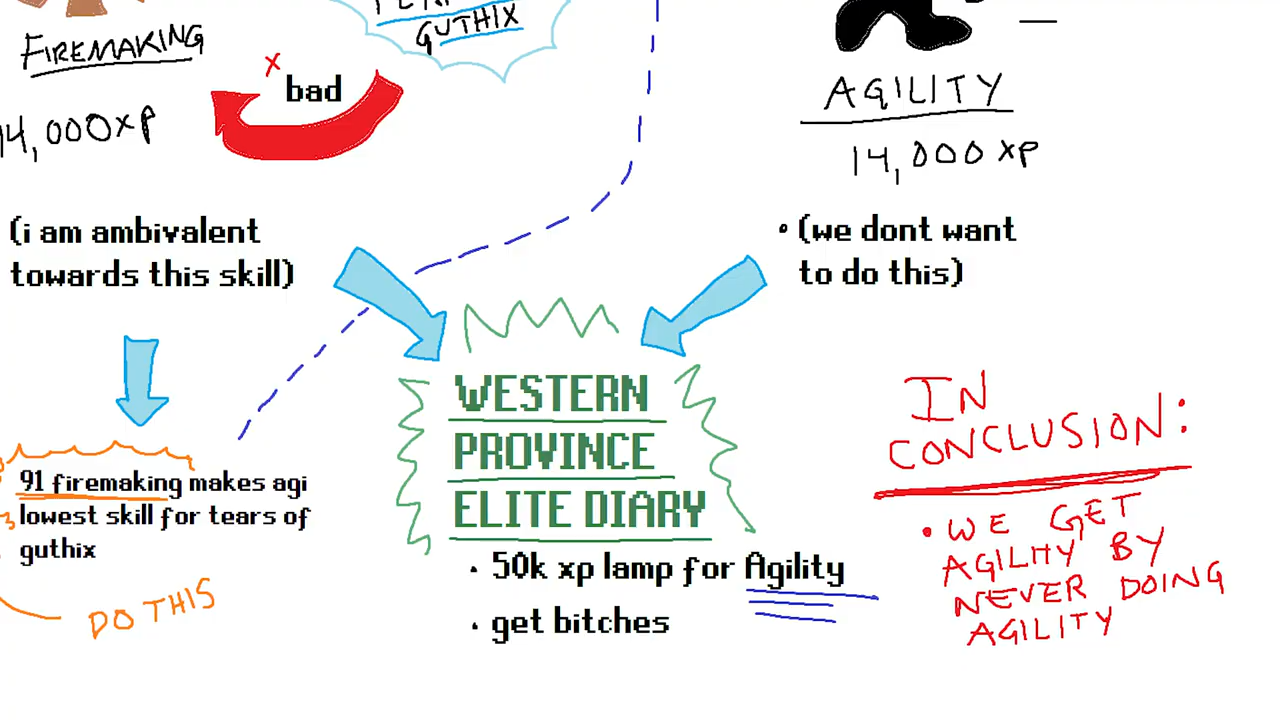 GUTHIX
FIREMAKING
x
bad
14,000xp
AGILITY
14,000 xp
(i am ambivalent
towards this skill)
• (we dont want
to do this)
WESTERN
PROVINCE
ELITE DIARY
91 firemaking makes agi
lowest skill for tears of
guthix
DO THIS
• 50k xp lamp for Agility
• get bitches
IN
CONCLUSION:
• WE GET
AGILITY BY
NEVER DOING
AGILITY